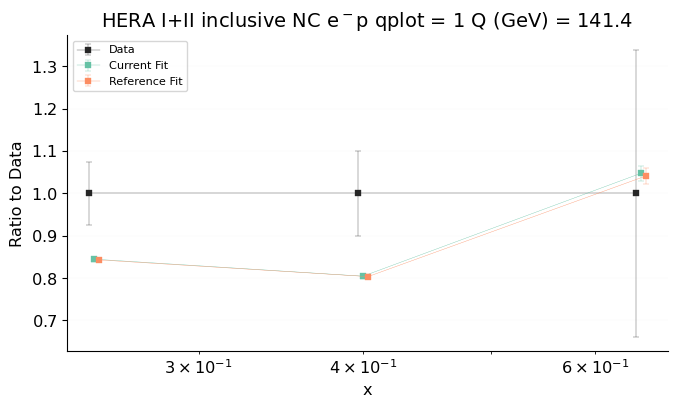 HERA I+II inclusive NC e⁻p qplot = 1 Q (GeV) = 141.4
Data
Current Fit
Reference Fit
Ratio to Data
1.3
1.2
1.1
1.0
0.9
0.8
0.7
3 × 10⁻¹
4 × 10⁻¹
6 × 10⁻¹
x